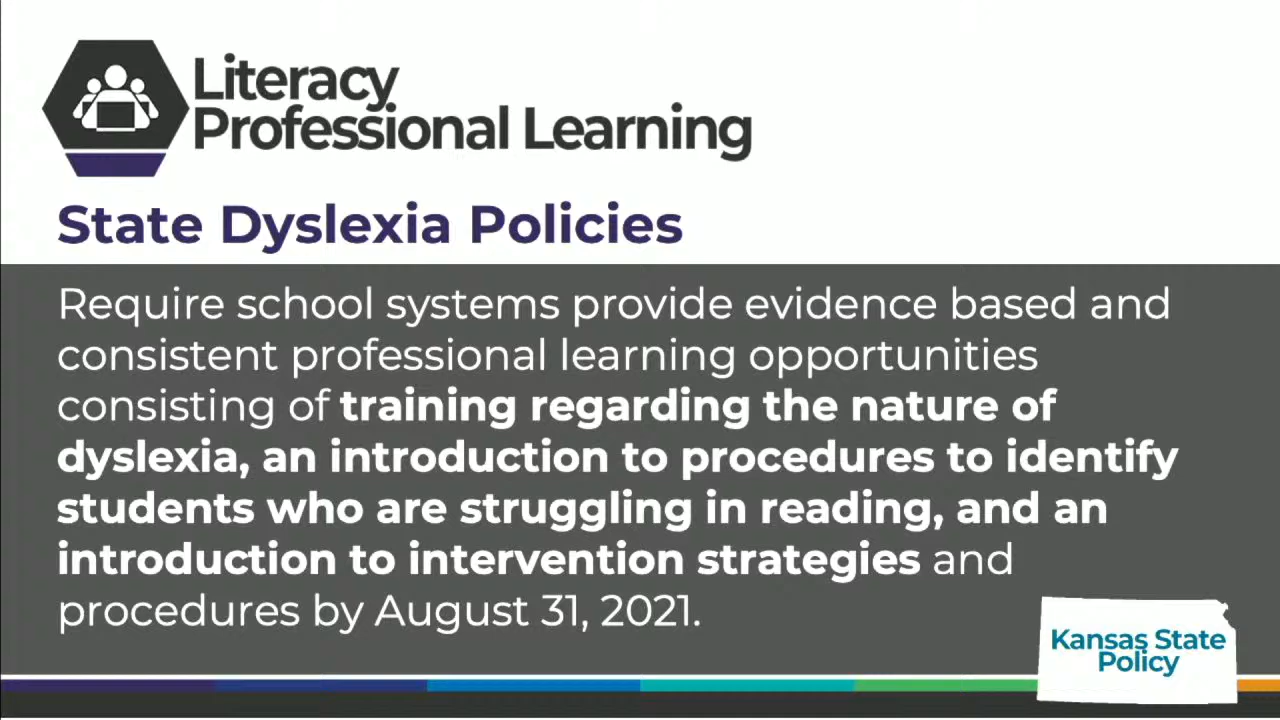 Literacy
Professional Learning
State Dyslexia Policies
Require school systems provide evidence based and
consistent professional learning opportunities
consisting of training regarding the nature of
dyslexia, an introduction to procedures to identify
students who are struggling in reading, and an
introduction to intervention strategies and
procedures by August 31, 2021.
Kansas State
Policy